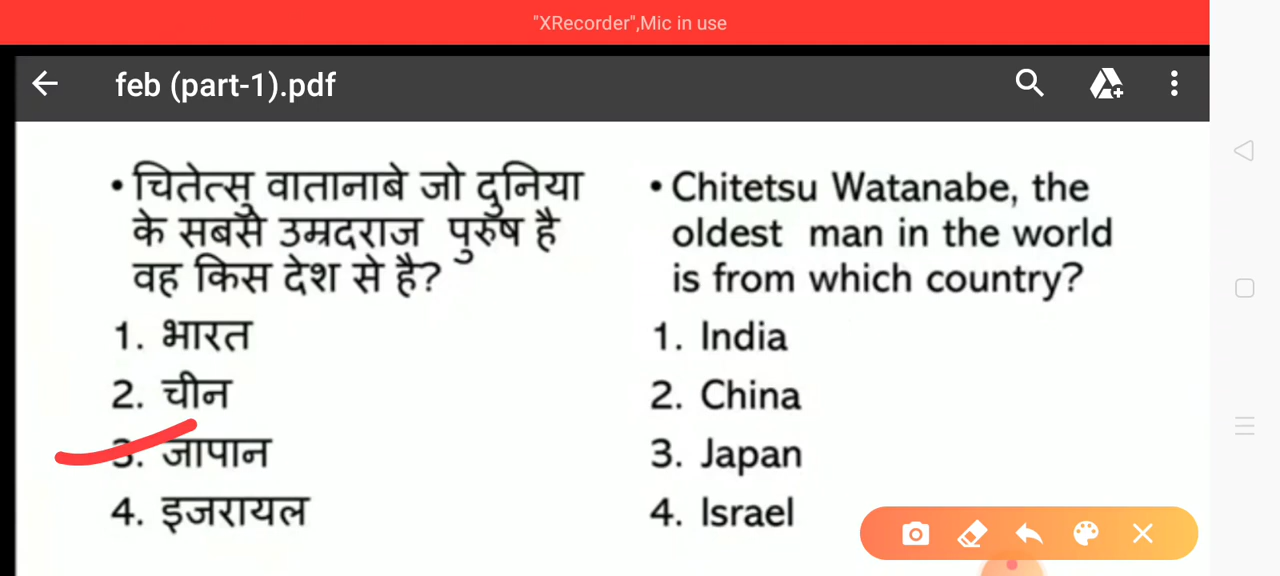 "XRecorder",Mic in use
feb (part-1).pdf
• चितेत्सु वातानाबे जो दुनिया
के सबसे उम्रदराज पुरुष है
वह किस देश से है?
1. भारत
2. चीन
3. जापान
4. इजरायल
• Chitetsu Watanabe, the
oldest man in the world
is from which country?
1. India
2. China
3. Japan
4. Israel